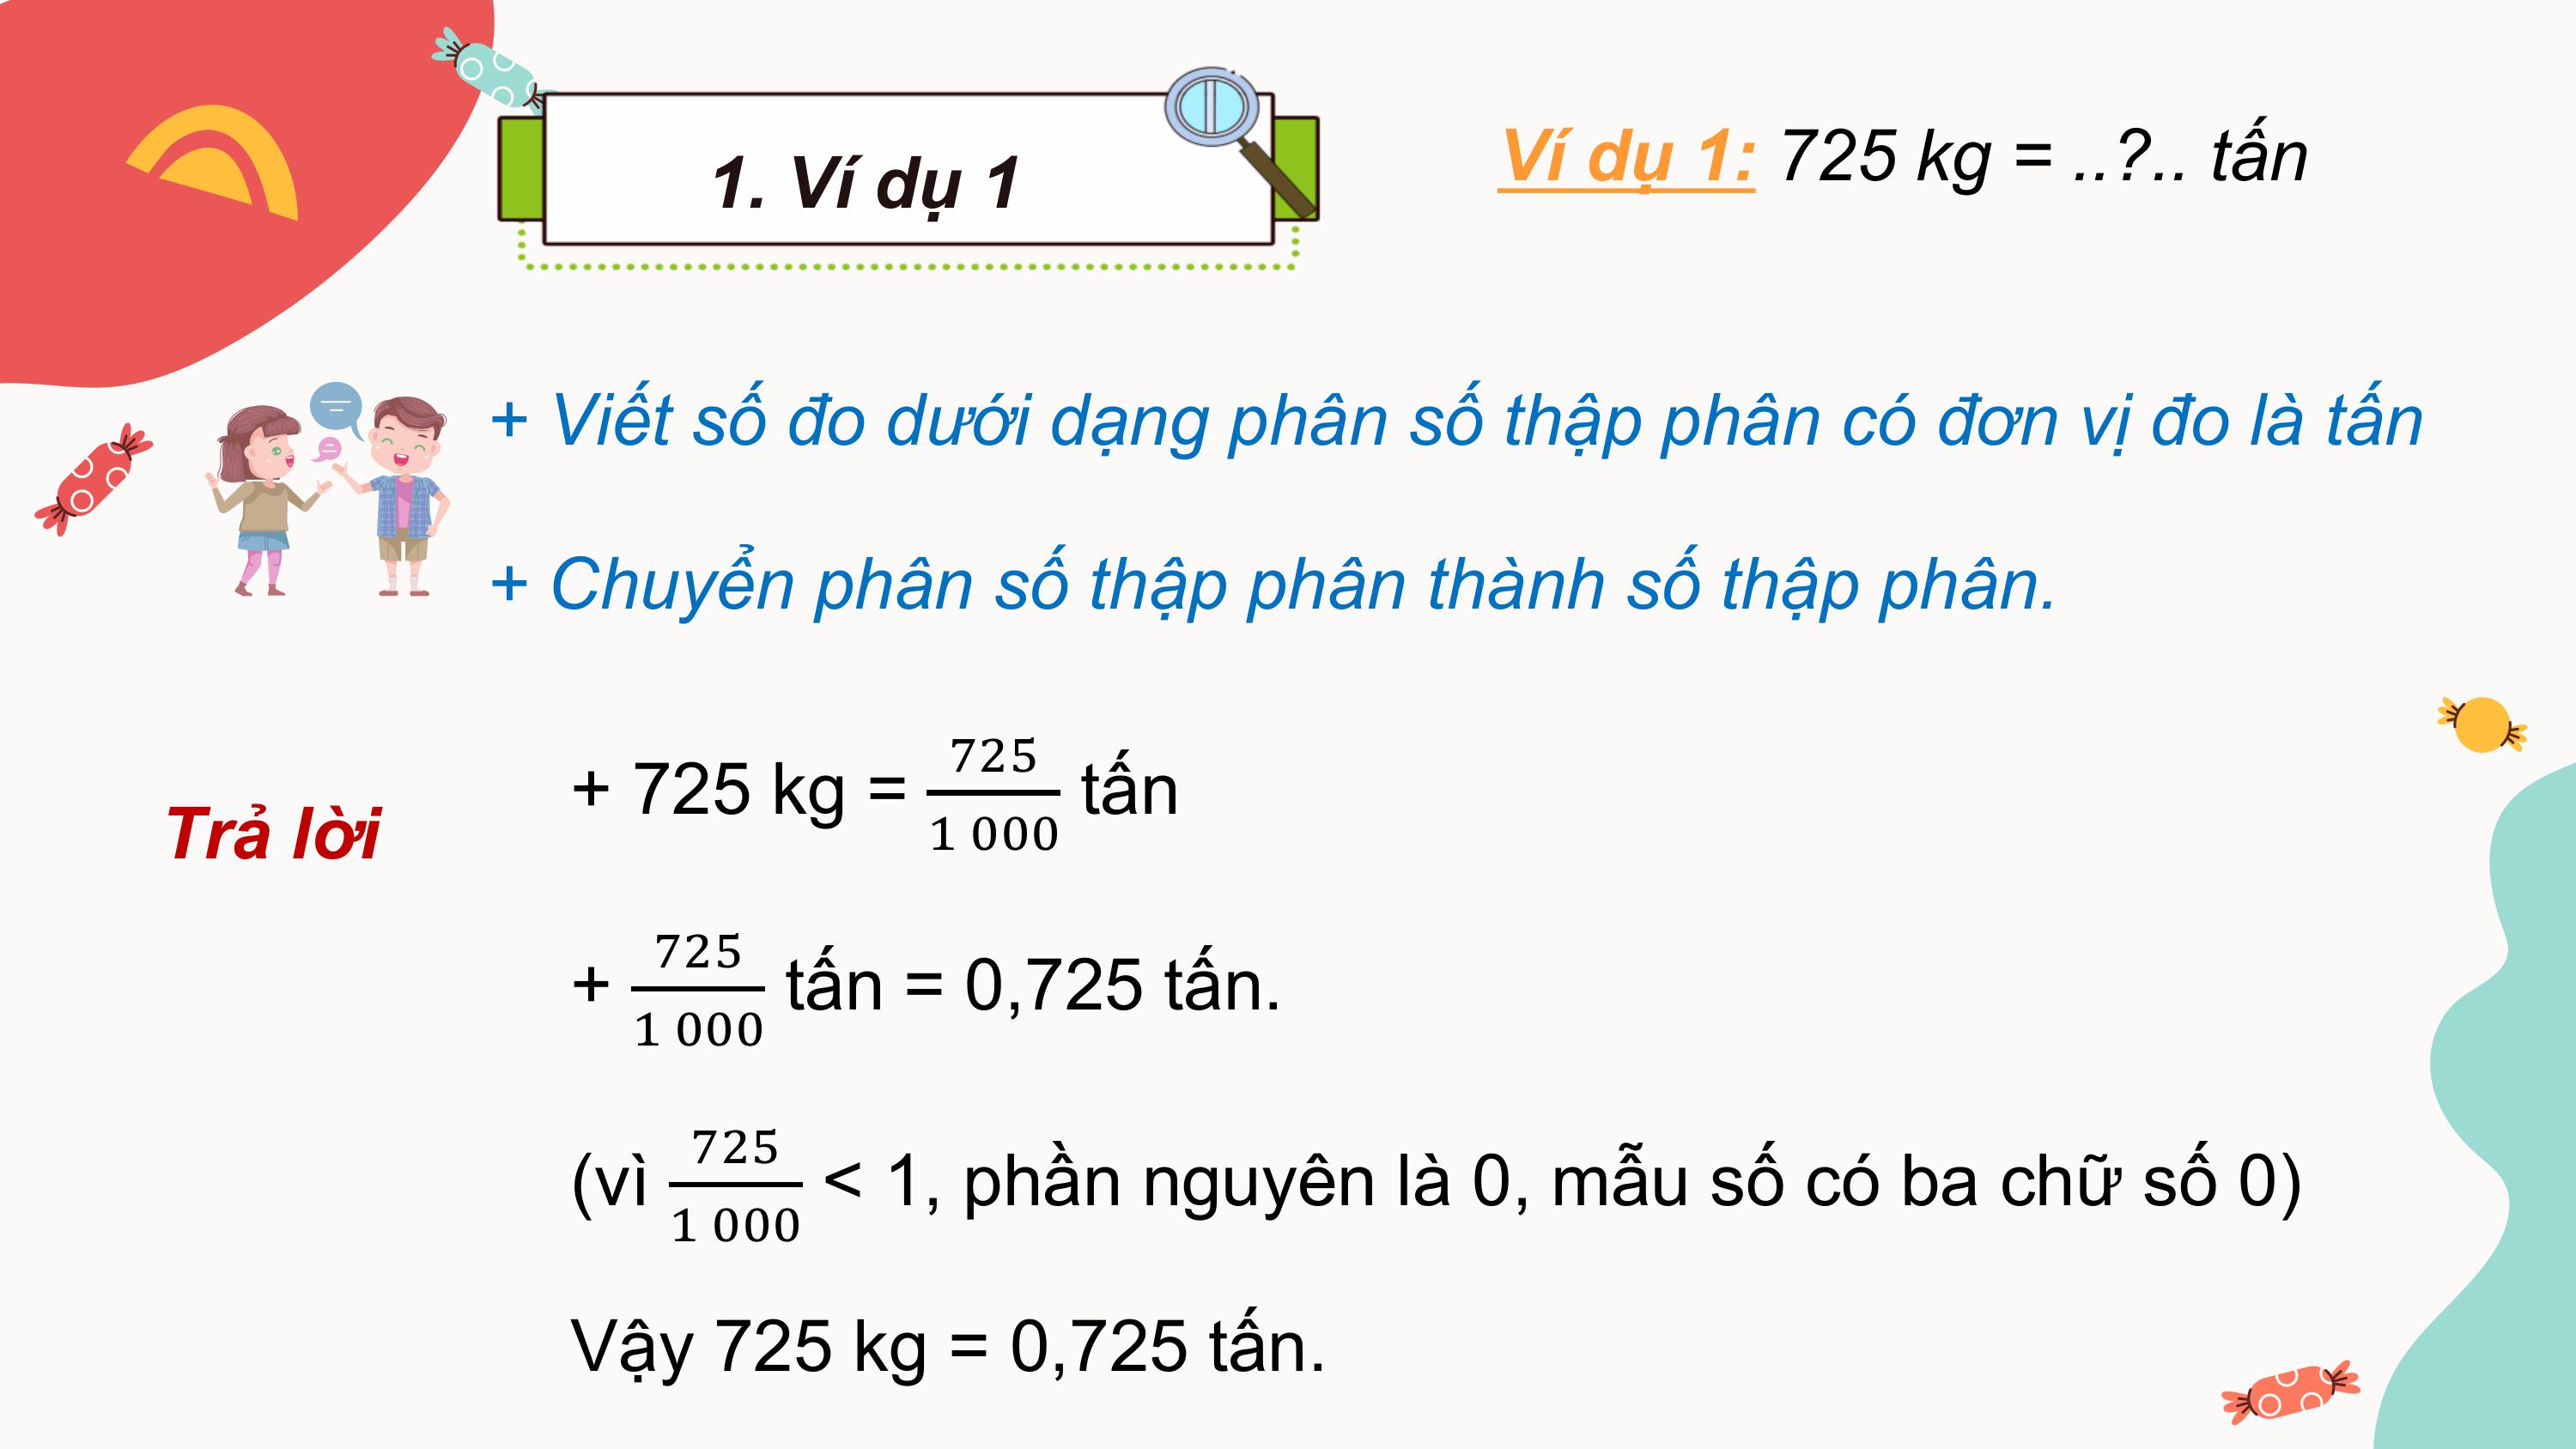 1. Ví dụ 1
Ví dụ 1: 725 kg = ..?.. tấn
+ Viết số đo dưới dạng phân số thập phân có đơn vị đo là tấn
+ Chuyển phân số thập phân thành số thập phân.
Trả lời
+ 725 kg = 725/1 000 tấn
+ 725/1 000 tấn = 0,725 tấn.
(vì 725/1 000 < 1, phần nguyên là 0, mẫu số có ba chữ số 0)
Vậy 725 kg = 0,725 tấn.